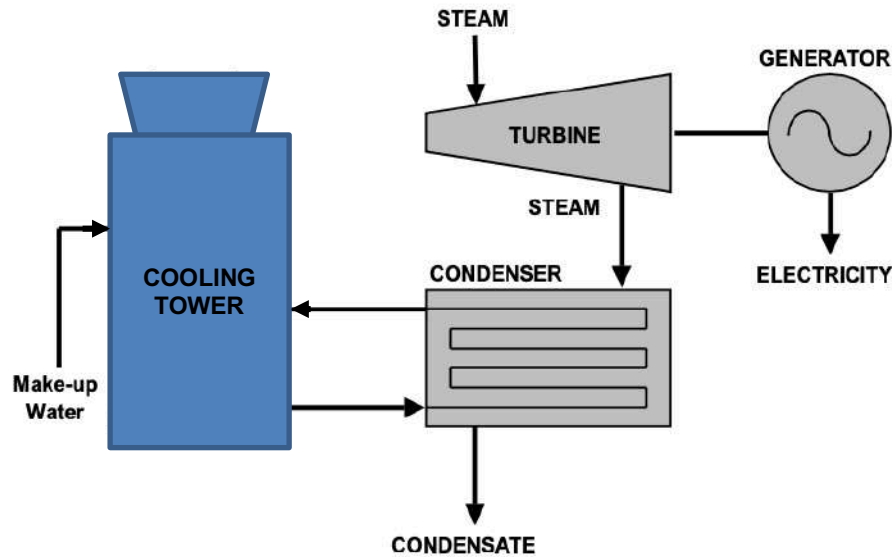 STEAM
GENERATOR
TURBINE
STEAM
ELECTRICITY
CONDENSER
COOLING
TOWER
Make-up
Water
CONDENSATE